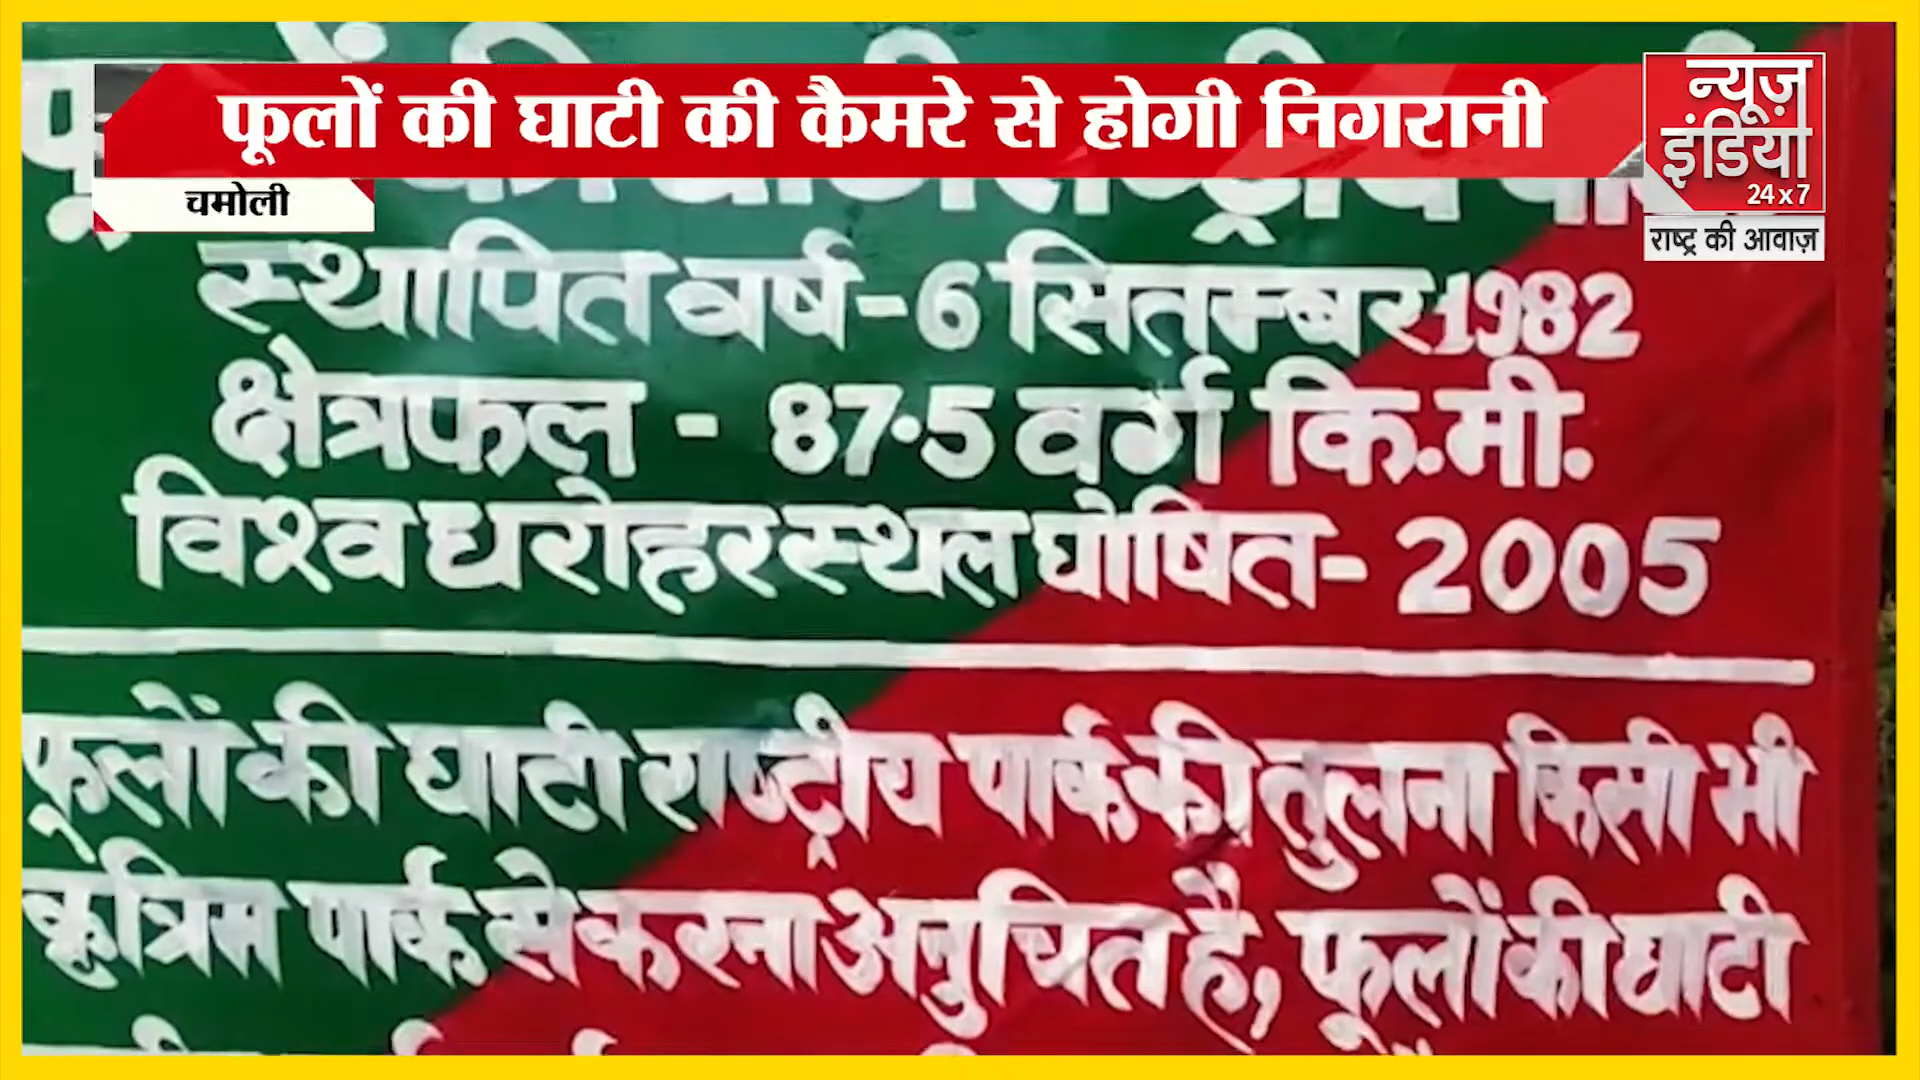 फूलों की घाटी की कैमरे से होगी निगरानी
न्यूज़
इंडिया
24x7
राष्ट्र की आवाज़
चमोली
स्थापित वर्ष-6 सितम्बर 1982
क्षेत्रफल - 87.5 वर्ग कि.मी.
विश्व धरोहर स्थल घोषित- 2005
फूलों की घाटी राष्ट्रीय पार्क की तुलना किसी भी
कृत्रिम पार्क से करना अनुचित है, फूलों की घाटी